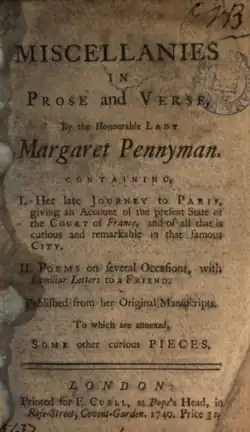 MISCELLANIES
IN
PROSE and VERSE,
By the Honourable LADY
Margaret Pennyman.
CONTAINING,
I. Her late JOURNEY to PARIS,
giving an Account of the present State of
the COURT of France, and of all that is
curious and remarkable in that famous
CITY.
II. POEMS on several Occasions, with
Familiar Letters to a FRIEND.
Published from her Original Manuscripts.
To which are annexed,
SOME other curious PIECES.
LONDON:
Printed for E. CURLL, at Pope's Head, in
Rose-Street, Covent-Garden. 1740. Price 3s.